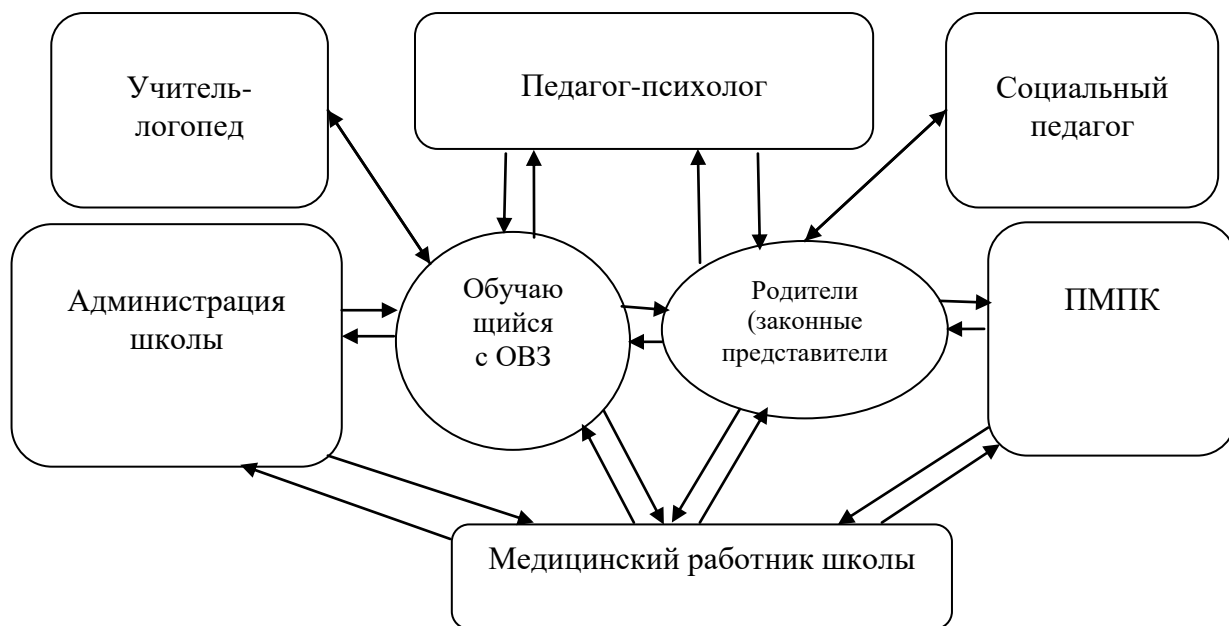 Учитель-
логопед
Педагог-психолог
Социальный
педагог
Администрация
школы
Обучаю
щийся
с ОВЗ
Родители
(законные
представители
ПМПК
Медицинский работник школы